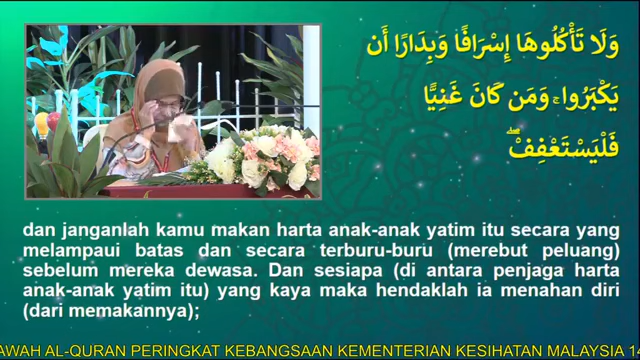 وَلَا تَأْكُلُوهَا إِسْرَافًا وَبِدَارًا أَن
يَكْبَرُوا۟ ۚ وَمَن كَانَ غَنِيًّا
فَلْيَسْتَعْفِفْ ۖ
dan janganlah kamu makan harta anak-anak yatim itu secara yang
melampaui batas dan secara terburu-buru (merebut peluang)
sebelum mereka dewasa. Dan sesiapa (di antara penjaga harta
anak-anak yatim itu) yang kaya maka hendaklah ia menahan diri
(dari memakannya);
AWAH AL-QURAN PERINGKAT KEBANGSAAN KEMENTERIAN KESIHATAN MALAYSIA 14